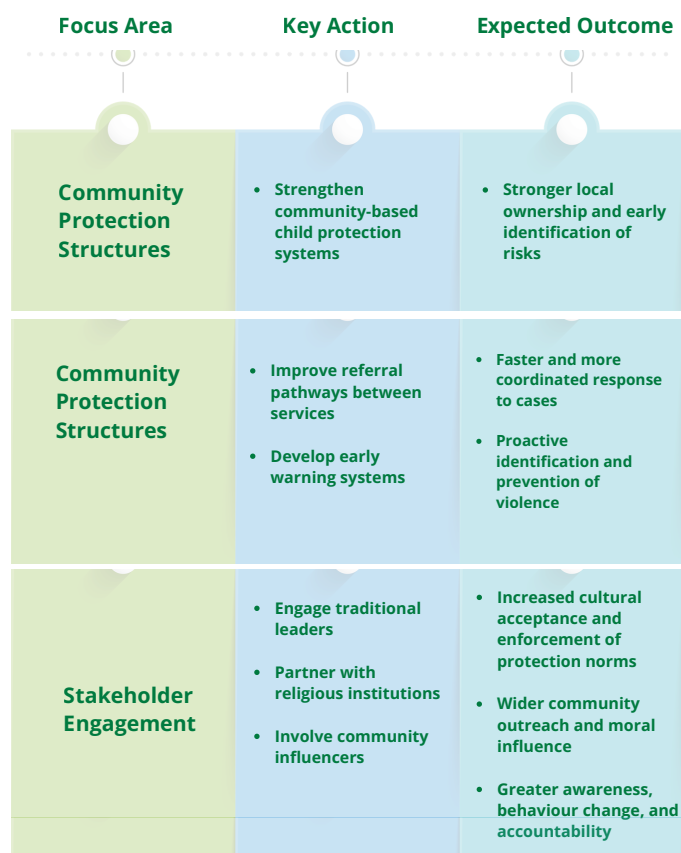 Focus Area
Key Action
Expected Outcome
Community
Protection
Structures
• Strengthen
community-based
child protection
systems
• Stronger local
ownership and early
identification of
risks
Community
Protection
Structures
• Improve referral
pathways between
services
• Develop early
warning systems
• Faster and more
coordinated response
to cases
• Proactive
identification and
prevention of
violence
Stakeholder
Engagement
• Engage traditional
leaders
• Partner with
religious institutions
• Involve community
influencers
• Increased cultural
acceptance and
enforcement of
protection norms
• Wider community
outreach and moral
influence
• Greater awareness,
behaviour change, and
accountability